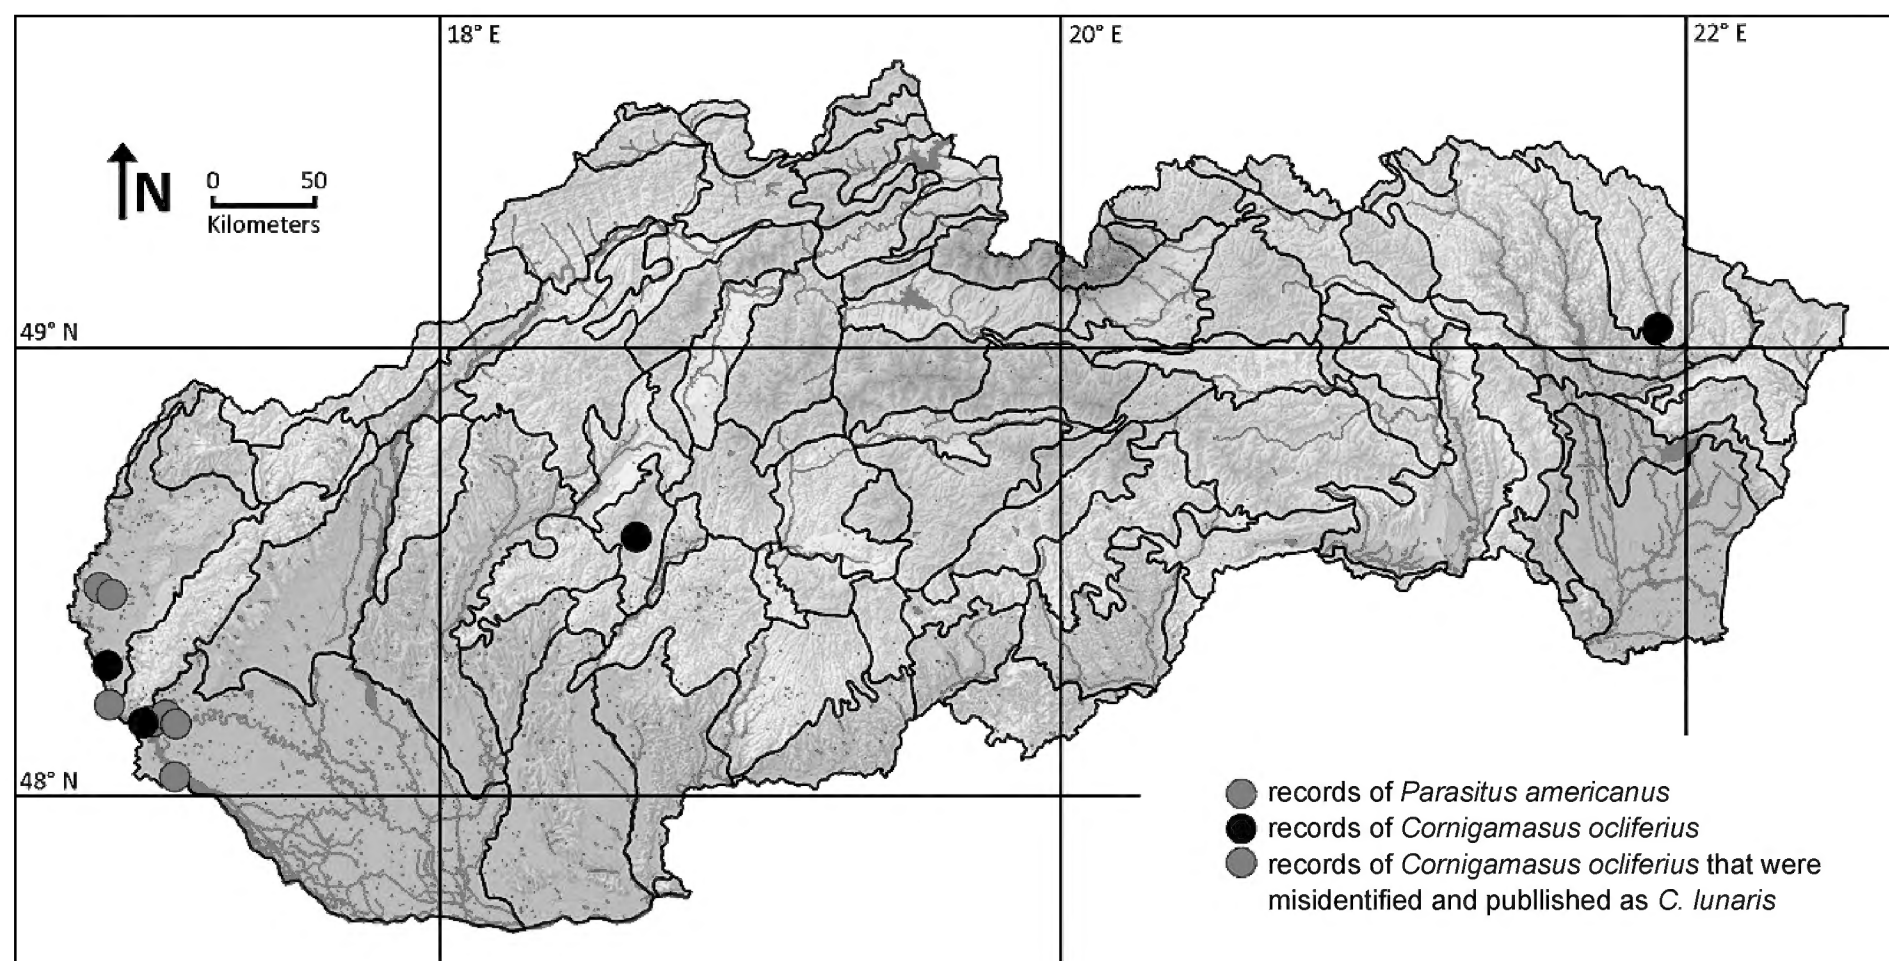 18° E
20° E
22° E
N
0 50
Kilometers
49° N
48° N
records of Parasitus americanus
records of Cornigamasus ocliferius
records of Cornigamasus ocliferius that were
misidentified and publlished as C. lunaris